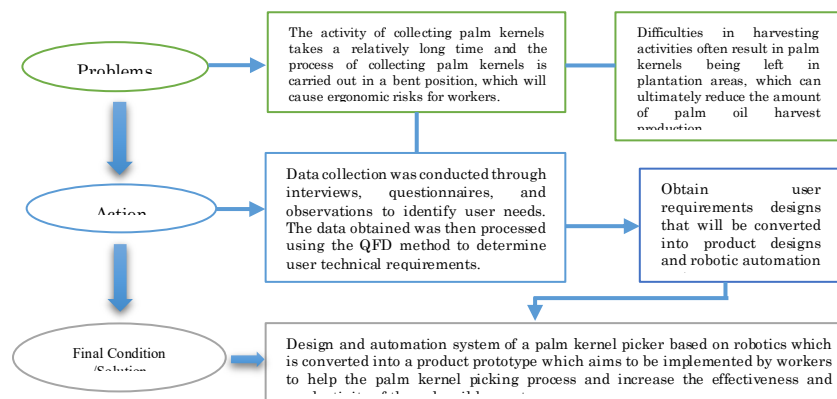 Problems
The activity of collecting palm kernels
takes a relatively long time and the
process of collecting palm kernels is
carried out in a bent position, which will
cause ergonomic risks for workers.
Difficulties in harvesting
activities often result in palm
kernels being left in
plantation areas, which can
ultimately reduce the amount
of palm oil harvest
production
Action
Data collection was conducted through
interviews, questionnaires, and
observations to identify user needs.
The data obtained was then processed
using the QFD method to determine
user technical requirements.
Obtain user
requirements designs
that will be converted
into product designs
and robotic automation
Final Condition
/Solution
Design and automation system of a palm kernel picker based on robotics which
is converted into a product prototype which aims to be implemented by workers
to help the palm kernel picking process and increase the effectiveness and